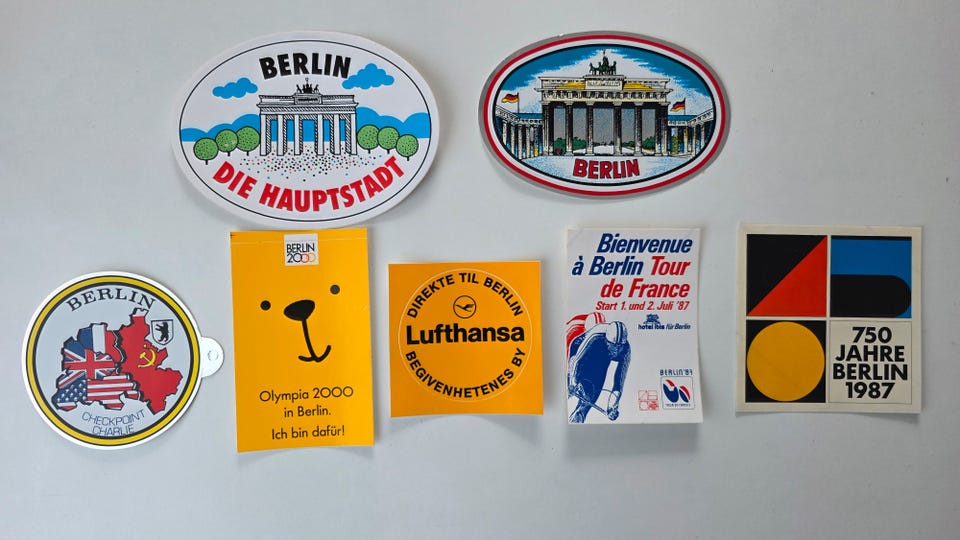 BERLIN
DIE HAUPTSTADT
BERLIN
BERLIN
CHECKPOINT
CHARLIE
BERLIN
2000
Olympia 2000
in Berlin.
Ich bin dafür!
DIREKTE TIL BERLIN
Lufthansa
BEGIVENHETENES BY
Bienvenue
à Berlin Tour
de France
Start 1. und 2. Juli '87
hotel ibis für Berlin
BERLIN '87
750
JAHRE
BERLIN
1987